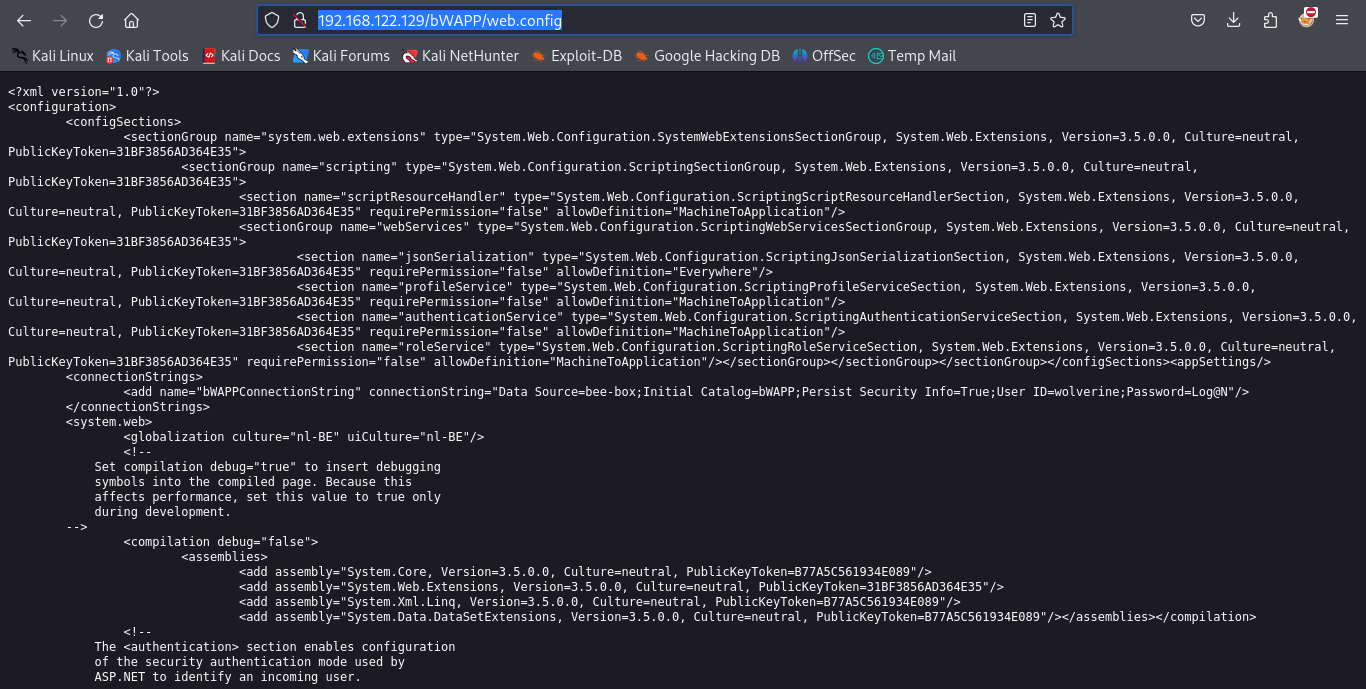 192.168.122.129/bWAPP/web.config
Kali Linux Kali Tools Kali Docs Kali Forums Kali NetHunter Exploit-DB Google Hacking DB OffSec Temp Mail
<?xml version="1.0"?>
<configuration>
<configSections>
<sectionGroup name="system.web.extensions" type="System.Web.Configuration.SystemWebExtensionsSectionGroup, System.Web.Extensions, Version=3.5.0.0, Culture=neutral,
PublicKeyToken=31BF3856AD364E35">
<sectionGroup name="scripting" type="System.Web.Configuration.ScriptingSectionGroup, System.Web.Extensions, Version=3.5.0.0, Culture=neutral,
PublicKeyToken=31BF3856AD364E35">
<section name="scriptResourceHandler" type="System.Web.Configuration.ScriptingScriptResourceHandlerSection, System.Web.Extensions, Version=3.5.0.0,
Culture=neutral, PublicKeyToken=31BF3856AD364E35" requirePermission="false" allowDefinition="MachineToApplication"/>
<sectionGroup name="webServices" type="System.Web.Configuration.ScriptingWebServicesSectionGroup, System.Web.Extensions, Version=3.5.0.0, Culture=neutral,
PublicKeyToken=31BF3856AD364E35">
<section name="jsonSerialization" type="System.Web.Configuration.ScriptingJsonSerializationSection, System.Web.Extensions, Version=3.5.0.0,
Culture=neutral, PublicKeyToken=31BF3856AD364E35" requirePermission="false" allowDefinition="Everywhere"/>
<section name="profileService" type="System.Web.Configuration.ScriptingProfileServiceSection, System.Web.Extensions, Version=3.5.0.0,
Culture=neutral, PublicKeyToken=31BF3856AD364E35" requirePermission="false" allowDefinition="MachineToApplication"/>
<section name="authenticationService" type="System.Web.Configuration.ScriptingAuthenticationServiceSection, System.Web.Extensions, Version=3.5.0.0,
Culture=neutral, PublicKeyToken=31BF3856AD364E35" requirePermission="false" allowDefinition="MachineToApplication"/>
<section name="roleService" type="System.Web.Configuration.ScriptingRoleServiceSection, System.Web.Extensions, Version=3.5.0.0, Culture=neutral,
PublicKeyToken=31BF3856AD364E35" requirePermission="false" allowDefinition="MachineToApplication"/></sectionGroup></sectionGroup></sectionGroup></configSections><appSettings/>
<connectionStrings>
<add name="bWAPPConnectionString" connectionString="Data Source=bee-box;Initial Catalog=bWAPP;Persist Security Info=True;User ID=wolverine;Password=Log@N"/>
</connectionStrings>
<system.web>
<globalization culture="nl-BE" uiCulture="nl-BE"/>
<!--
Set compilation debug="true" to insert debugging
symbols into the compiled page. Because this
affects performance, set this value to true only
during development.
-->
<compilation debug="false">
<assemblies>
<add assembly="System.Core, Version=3.5.0.0, Culture=neutral, PublicKeyToken=B77A5C561934E089"/>
<add assembly="System.Web.Extensions, Version=3.5.0.0, Culture=neutral, PublicKeyToken=31BF3856AD364E35"/>
<add assembly="System.Xml.Linq, Version=3.5.0.0, Culture=neutral, PublicKeyToken=B77A5C561934E089"/>
<add assembly="System.Data.DataSetExtensions, Version=3.5.0.0, Culture=neutral, PublicKeyToken=B77A5C561934E089"/></assemblies></compilation>
<!--
The <authentication> section enables configuration
of the security authentication mode used by
ASP.NET to identify an incoming user.